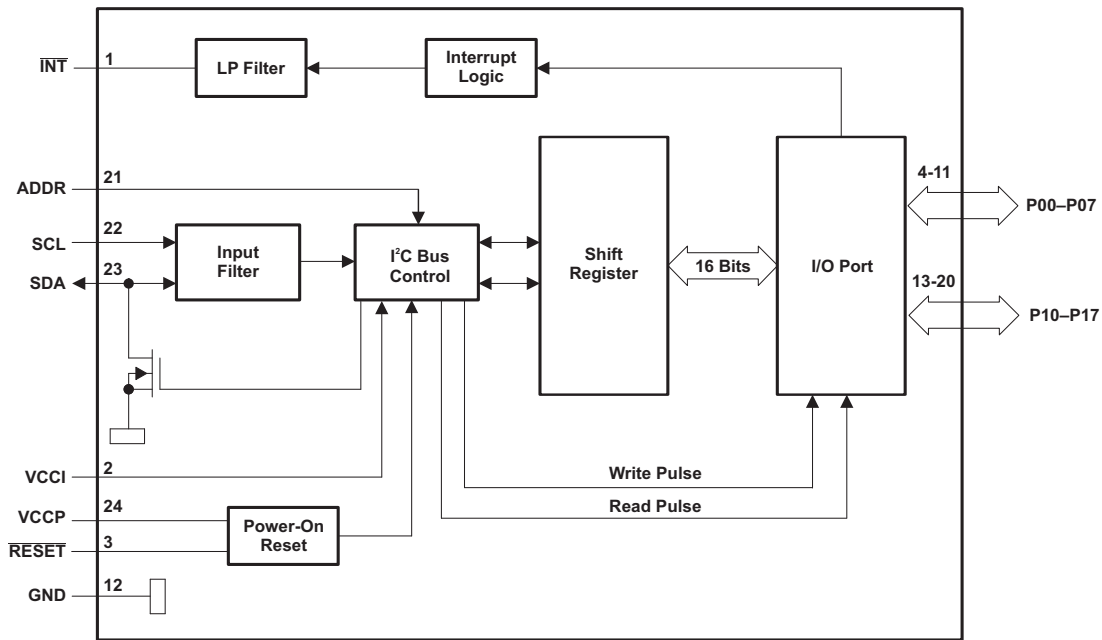 INT
1
LP Filter
Interrupt
Logic
ADDR
21
4-11
P00–P07
SCL
22
SDA
23
Input
Filter
I²C Bus
Control
Shift
Register
16 Bits
I/O Port
13-20
P10–P17
VCCI
2
Write Pulse
VCCP
24
Read Pulse
RESET
3
Power-On
Reset
GND
12